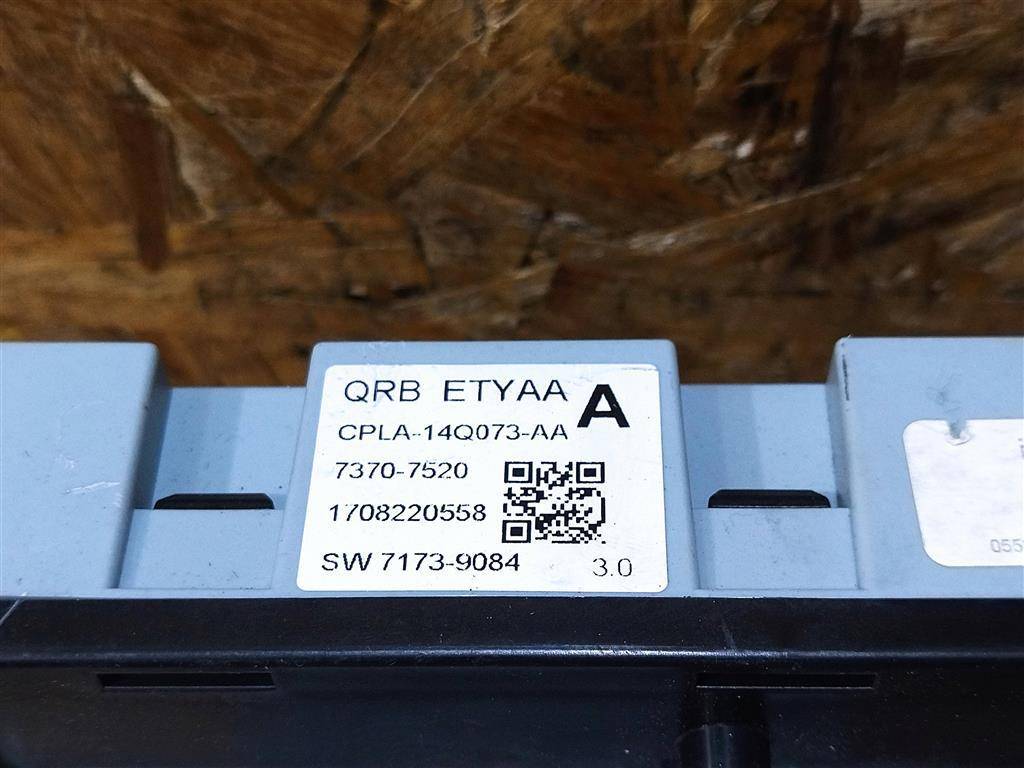 QRB ETYAA A
CPLA-14Q073-AA
7370-7520
1708220558
SW 7173-9084 3.0